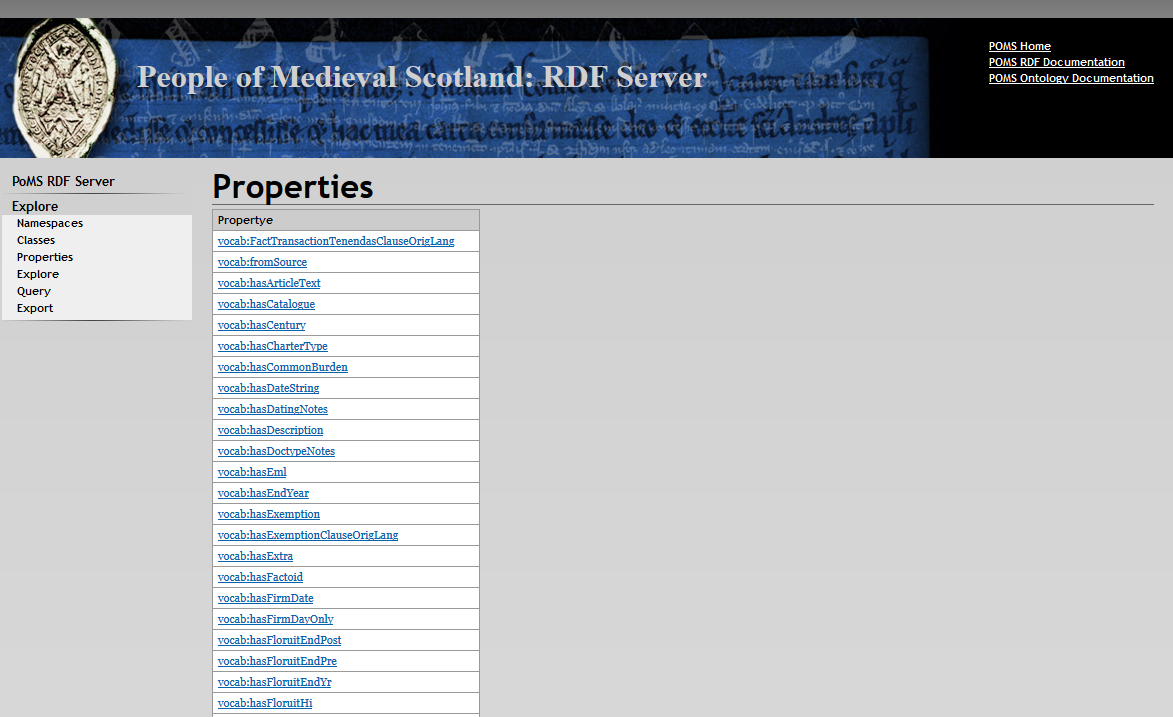 People of Medieval Scotland: RDF Server
POMS Home
POMS RDF Documentation
POMS Ontology Documentation
PoMS RDF Server
Explore
Namespaces
Classes
Properties
Explore
Query
Export
Properties
Propertye
vocab:FactTransactionTenendasClauseOrigLang
vocab:fromSource
vocab:hasArticleText
vocab:hasCatalogue
vocab:hasCentury
vocab:hasCharterType
vocab:hasCommonBurden
vocab:hasDateString
vocab:hasDatingNotes
vocab:hasDescription
vocab:hasDoctypeNotes
vocab:hasEml
vocab:hasEndYear
vocab:hasExemption
vocab:hasExemptionClauseOrigLang
vocab:hasExtra
vocab:hasFactoid
vocab:hasFirmDate
vocab:hasFirmDayOnly
vocab:hasFloruitEndPost
vocab:hasFloruitEndPre
vocab:hasFloruitEndYr
vocab:hasFloruitHi